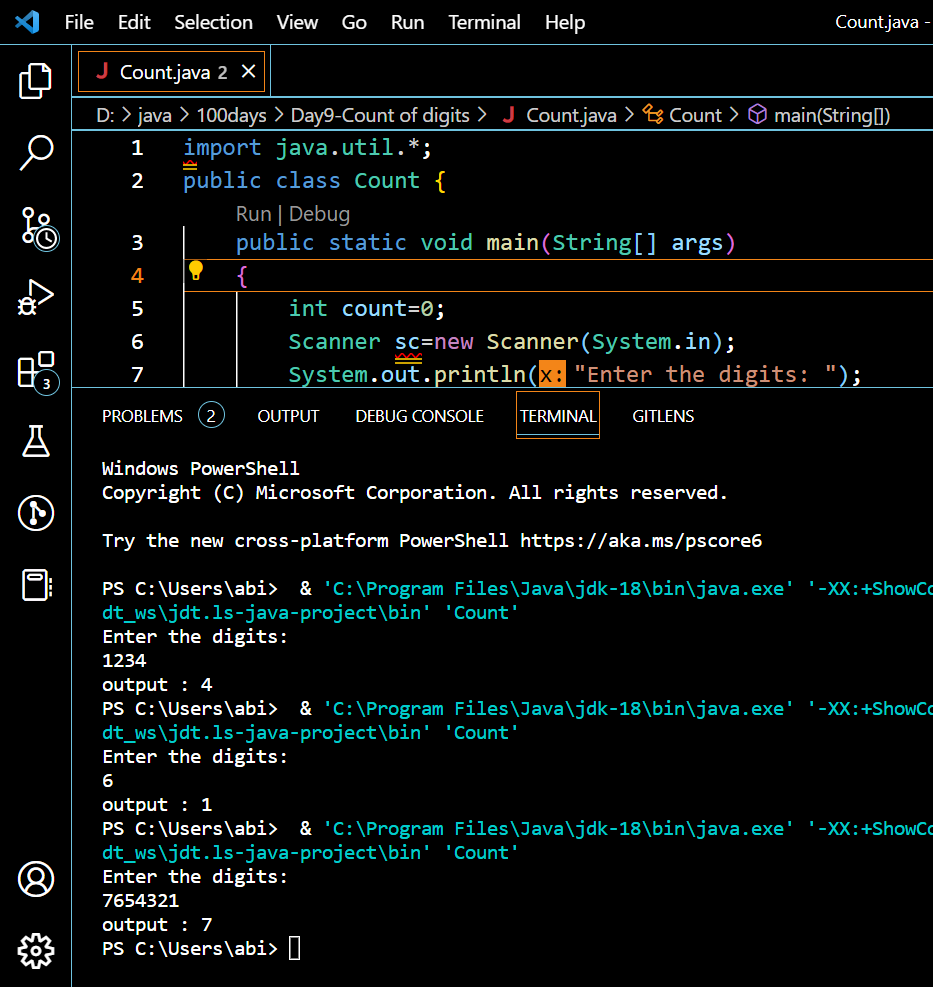 File Edit Selection View Go Run Terminal Help Count.java -
J Count.java 2 ×
D: > java > 100days > Day9-Count of digits > J Count.java > Count > main(String[])
1 import java.util.*;
2 public class Count {
Run | Debug
3 public static void main(String[] args)
4 {
5 int count=0;
6 Scanner sc=new Scanner(System.in);
7 System.out.println(x: "Enter the digits: ");
3
PROBLEMS 2 OUTPUT DEBUG CONSOLE TERMINAL GITLENS
Windows PowerShell
Copyright (C) Microsoft Corporation. All rights reserved.
Try the new cross-platform PowerShell https://aka.ms/pscore6
PS C:\Users\abi>  & 'C:\Program Files\Java\jdk-18\bin\java.exe' '-XX:+ShowCo
dt_ws\jdt.ls-java-project\bin' 'Count'
Enter the digits:
1234
output : 4
PS C:\Users\abi>  & 'C:\Program Files\Java\jdk-18\bin\java.exe' '-XX:+ShowCo
dt_ws\jdt.ls-java-project\bin' 'Count'
Enter the digits:
6
output : 1
PS C:\Users\abi>  & 'C:\Program Files\Java\jdk-18\bin\java.exe' '-XX:+ShowCo
dt_ws\jdt.ls-java-project\bin' 'Count'
Enter the digits:
7654321
output : 7
PS C:\Users\abi>